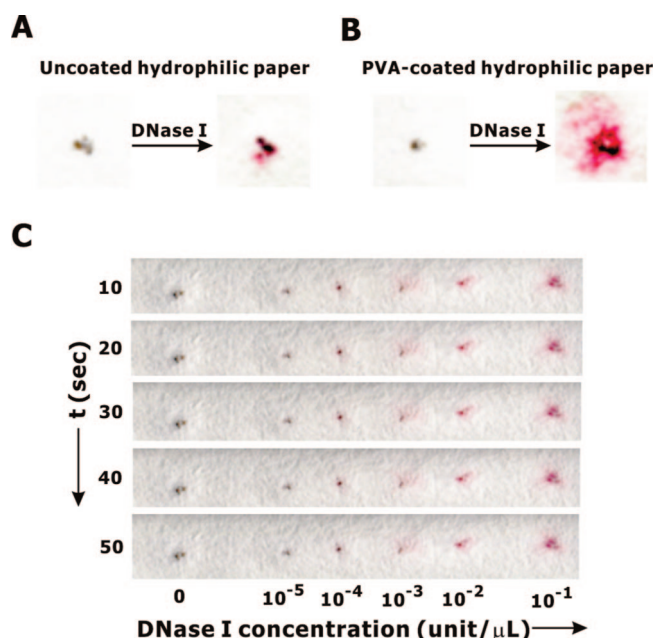 A
Uncoated hydrophilic paper
DNase I
B
PVA-coated hydrophilic paper
DNase I
C
t (sec)
10
20
30
40
50
0 10⁻⁵ 10⁻⁴ 10⁻³ 10⁻² 10⁻¹
DNase I concentration (unit/μL)